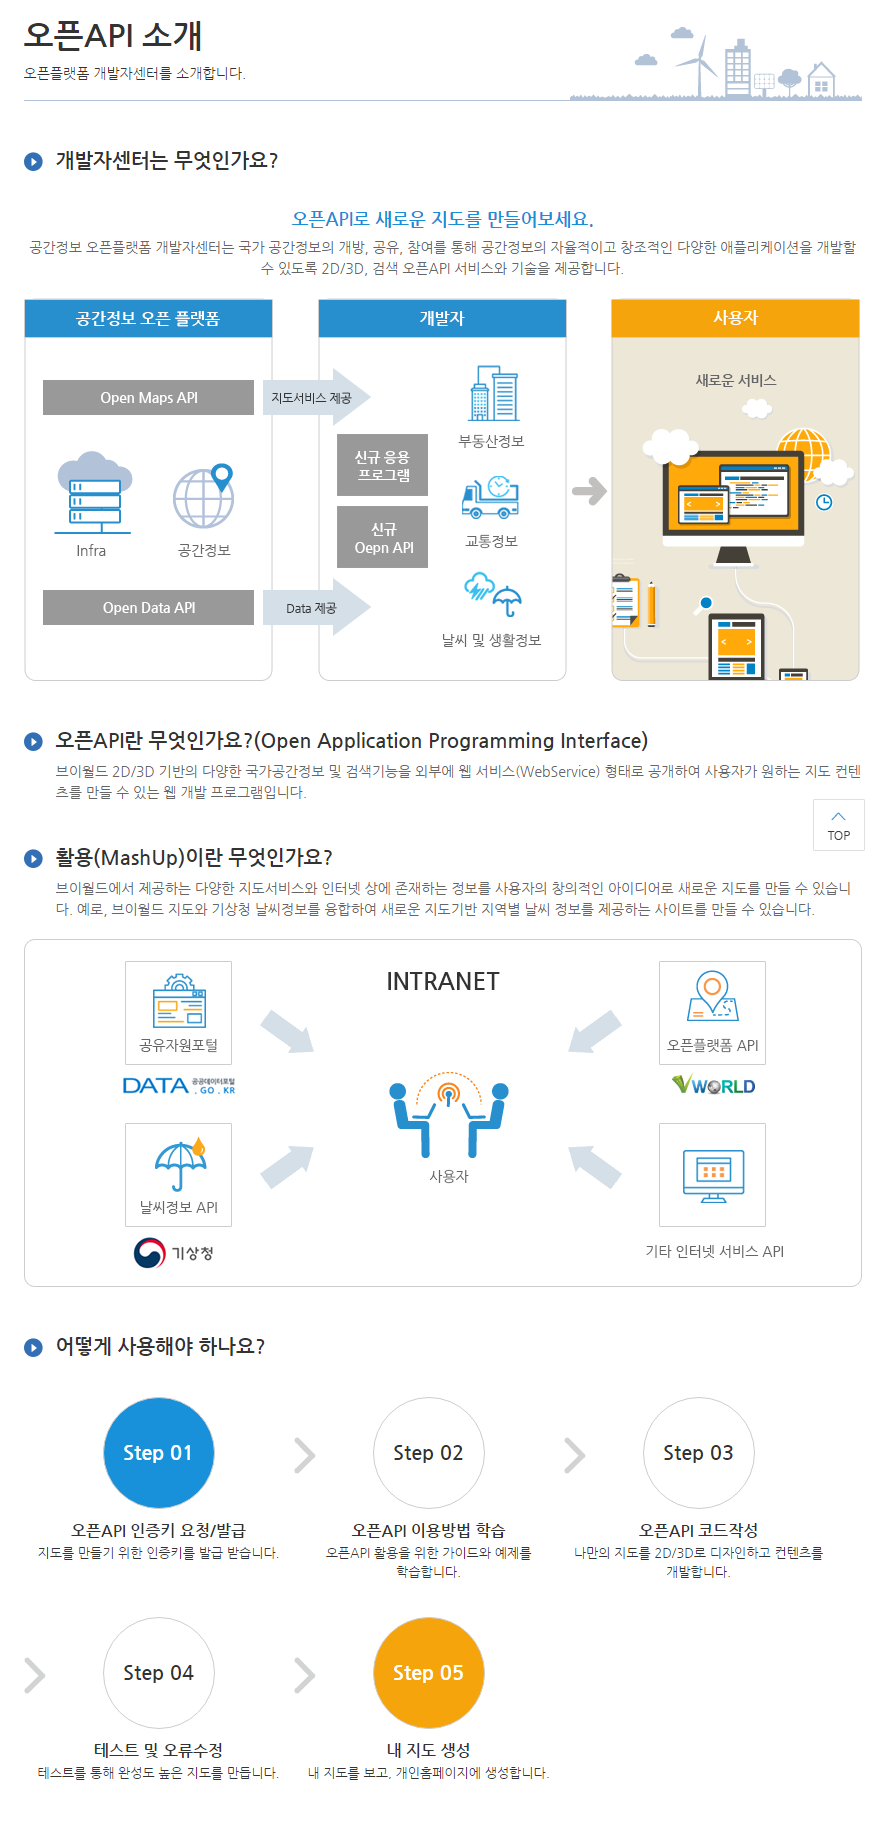 오픈API 소개
오픈플랫폼 개발자센터를 소개합니다.
개발자센터는 무엇인가요?
오픈API로 새로운 지도를 만들어보세요.
공간정보 오픈플랫폼 개발자센터는 국가 공간정보의 개방, 공유, 참여를 통해 공간정보의 자율적이고 창조적인 다양한 애플리케이션을 개발할
수 있도록 2D/3D, 검색 오픈API 서비스와 기술을 제공합니다.
공간정보 오픈 플랫폼
Open Maps API
Infra
공간정보
Open Data API
지도서비스 제공
Data 제공
개발자
신규 응용
프로그램
신규
Oepn API
부동산정보
교통정보
날씨 및 생활정보
사용자
새로운 서비스
오픈API란 무엇인가요?(Open Application Programming Interface)
브이월드 2D/3D 기반의 다양한 국가공간정보 및 검색기능을 외부에 웹 서비스(WebService) 형태로 공개하여 사용자가 원하는 지도 컨텐
츠를 만들 수 있는 웹 개발 프로그램입니다.
TOP
활용(MashUp)이란 무엇인가요?
브이월드에서 제공하는 다양한 지도서비스와 인터넷 상에 존재하는 정보를 사용자의 창의적인 아이디어로 새로운 지도를 만들 수 있습니
다. 예로, 브이월드 지도와 기상청 날씨정보를 융합하여 새로운 지도기반 지역별 날씨 정보를 제공하는 사이트를 만들 수 있습니다.
INTRANET
공유자원포털
DATA 공공데이터포털
.GO.KR
날씨정보 API
기상청
사용자
오픈플랫폼 API
VWORLD
기타 인터넷 서비스 API
어떻게 사용해야 하나요?
Step 01
오픈API 인증키 요청/발급
지도를 만들기 위한 인증키를 발급 받습니다.
Step 02
오픈API 이용방법 학습
오픈API 활용을 위한 가이드와 예제를
학습합니다.
Step 03
오픈API 코드작성
나만의 지도를 2D/3D로 디자인하고 컨텐츠를
개발합니다.
Step 04
테스트 및 오류수정
테스트를 통해 완성도 높은 지도를 만듭니다.
Step 05
내 지도 생성
내 지도를 보고, 개인홈페이지에 생성합니다.